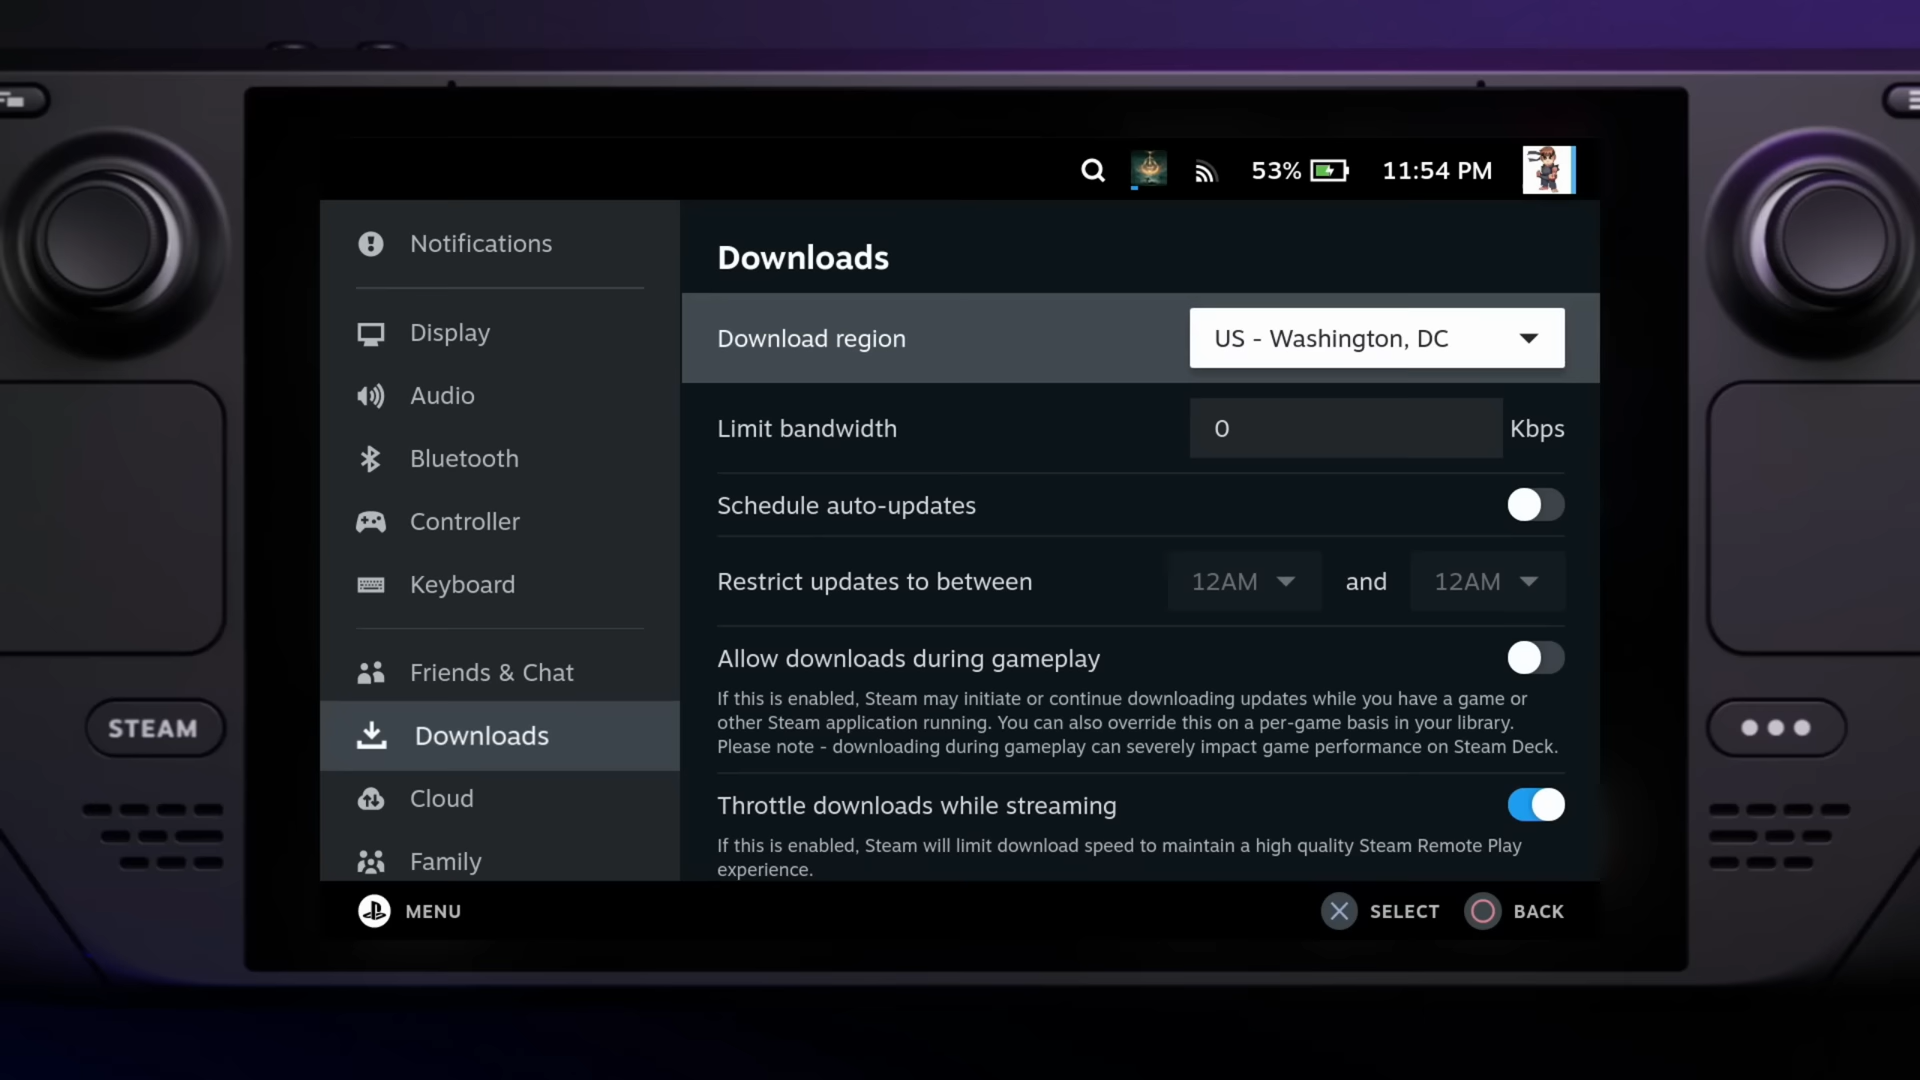 53%
11:54 PM
Notifications
Display
Audio
Bluetooth
Controller
Keyboard
Friends & Chat
Downloads
Cloud
Family
Downloads
Download region
US - Washington, DC
Limit bandwidth
0
Kbps
Schedule auto-updates
Restrict updates to between
12AM
and
12AM
Allow downloads during gameplay
If this is enabled, Steam may initiate or continue downloading updates while you have a game or
other Steam application running. You can also override this on a per-game basis in your library.
Please note - downloading during gameplay can severely impact game performance on Steam Deck.
Throttle downloads while streaming
If this is enabled, Steam will limit download speed to maintain a high quality Steam Remote Play
experience.
STEAM
MENU
SELECT
BACK